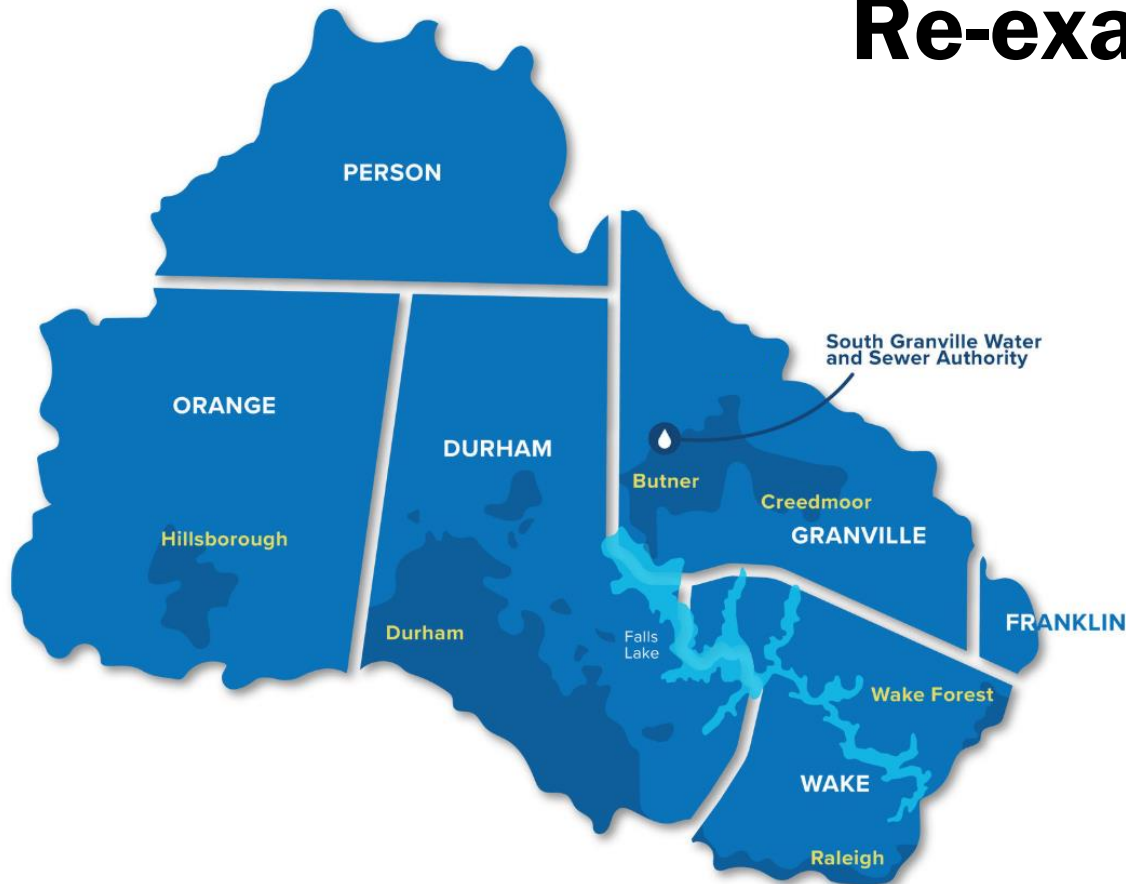 Re-exa
PERSON
South Granville Water
and Sewer Authority
ORANGE
DURHAM
Butner
Creedmoor
GRANVILLE
Hillsborough
Durham
Falls
Lake
FRANKLIN
Wake Forest
WAKE
Raleigh